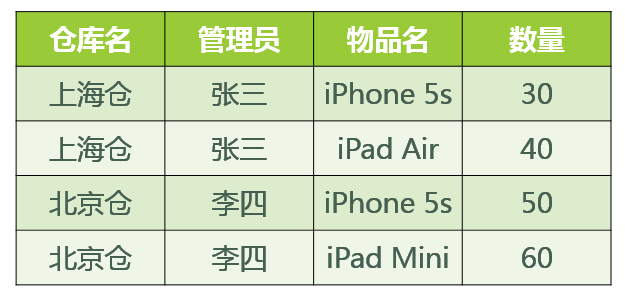 仓库名 管理员 物品名 数量
上海仓 张三 iPhone 5s 30
上海仓 张三 iPad Air 40
北京仓 李四 iPhone 5s 50
北京仓 李四 iPad Mini 60